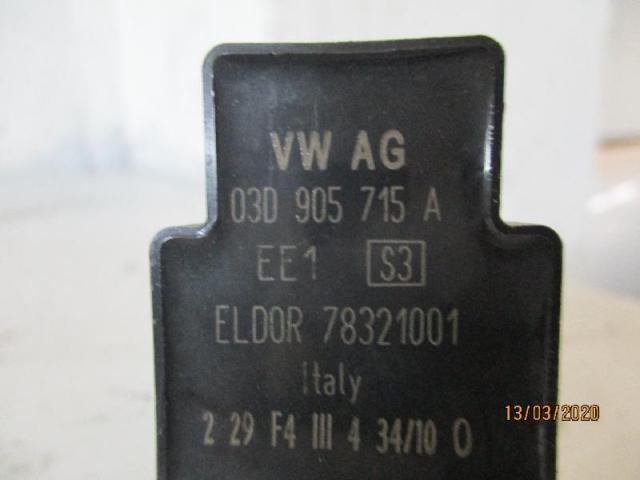 VW AG
03D 905 715 A
EE1 S3
ELDOR 78321001
Italy
2 29 F4 III 4 34/10 0
13/03/2020